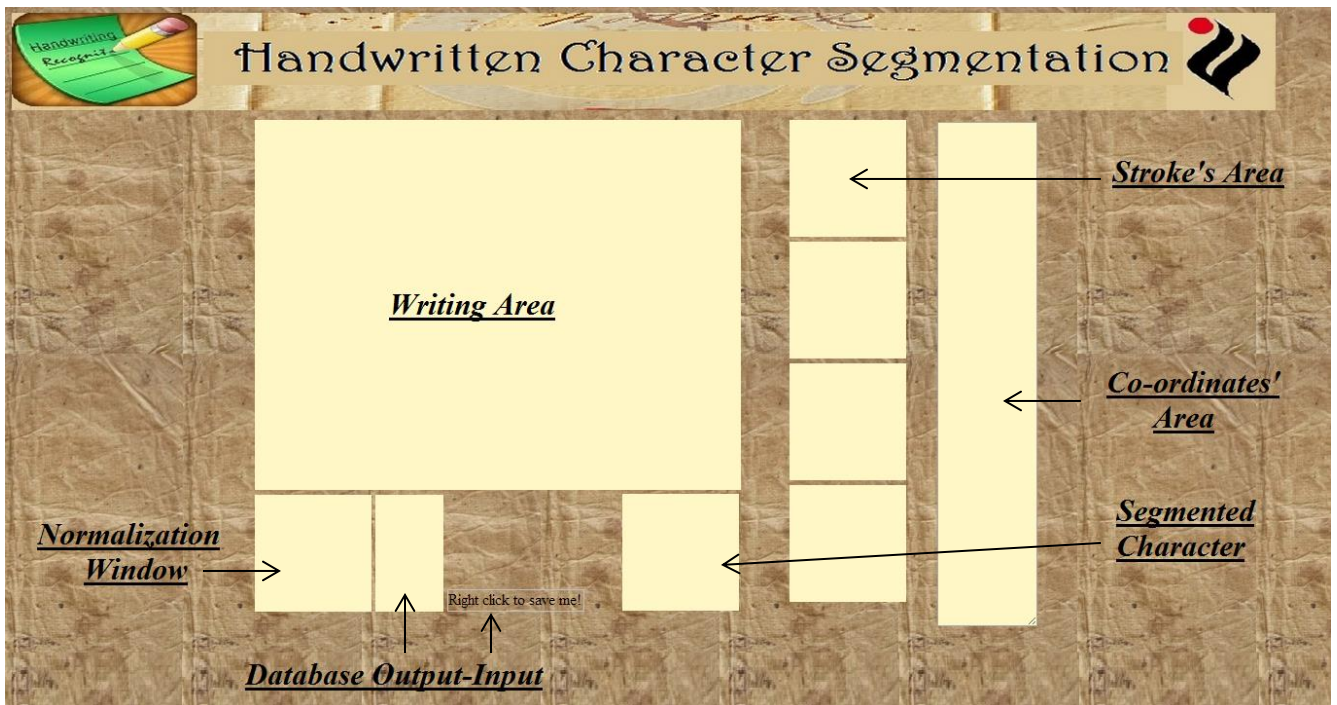 Handwriting
Recognite
Handwritten Character Segmentation
Stroke's Area
Writing Area
Co-ordinates'
Area
Segmented
Character
Normalization
Window
Right click to save me!
Database Output-Input